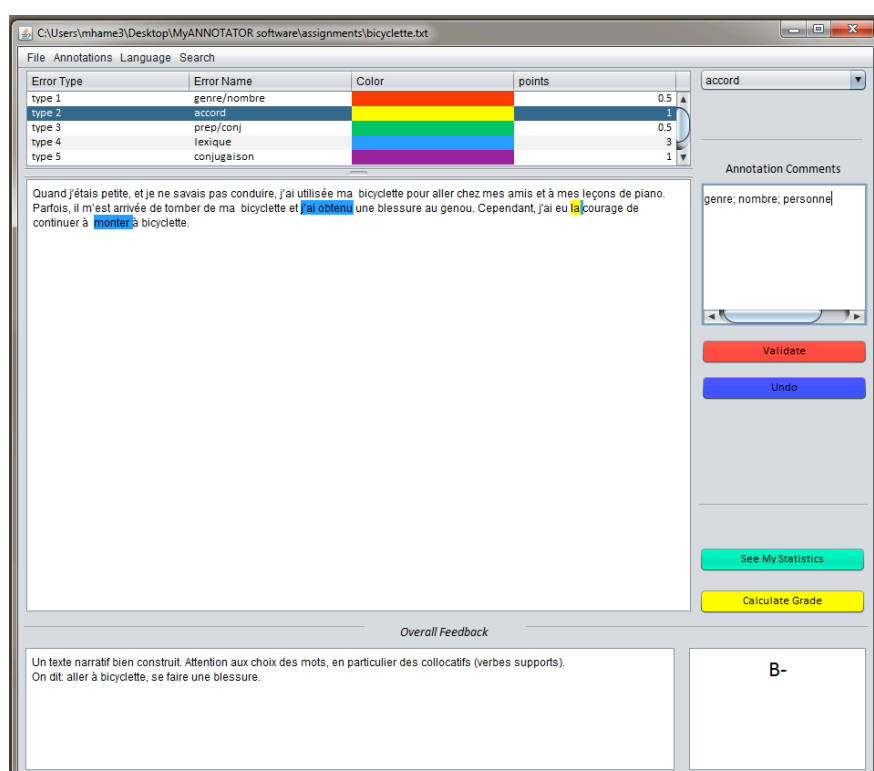 C:\Users\mhame3\Desktop\MyANNOTATOR software\assignments\bicyclette.txt
File Annotations Language Search
Error Type Error Name Color points
accord
type 1 genre/nombre 0.5
type 2 accord 1
type 3 prep/conj 0.5
type 4 lexique 3
type 5 conjugaison 1
Annotation Comments
genre; nombre; personne
Quand j'étais petite, et je ne savais pas conduire, j'ai utilisée ma bicyclette pour aller chez mes amis et à mes leçons de piano.
Parfois, il m'est arrivée de tomber de ma bicyclette et j'ai obtenu une blessure au genou. Cependant, j'ai eu la courage de
continuer à monter à bicyclette.
Validate
Undo
See My Statistics
Calculate Grade
Overall Feedback
Un texte narratif bien construit. Attention aux choix des mots, en particulier des collocatifs (verbes supports).
On dit: aller à bicyclette, se faire une blessure.
B-